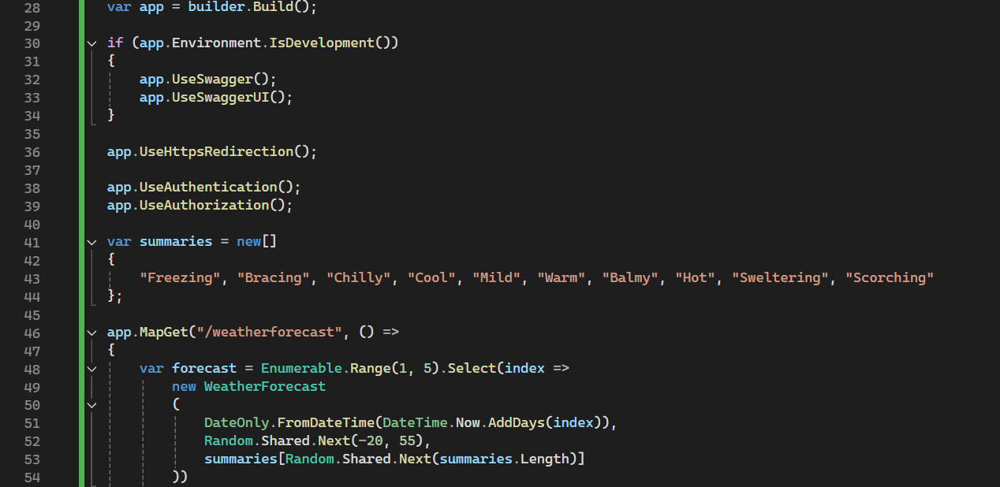 28 var app = builder.Build();
29
30 if (app.Environment.IsDevelopment())
31 {
32     app.UseSwagger();
33     app.UseSwaggerUI();
34 }
35
36 app.UseHttpsRedirection();
37
38 app.UseAuthentication();
39 app.UseAuthorization();
40
41 var summaries = new[]
42 {
43     "Freezing", "Bracing", "Chilly", "Cool", "Mild", "Warm", "Balmy", "Hot", "Sweltering", "Scorching"
44 };
45
46 app.MapGet("/weatherforecast", () =>
47 {
48     var forecast = Enumerable.Range(1, 5).Select(index =>
49         new WeatherForecast
50         (
51             DateOnly.FromDateTime(DateTime.Now.AddDays(index)),
52             Random.Shared.Next(-20, 55),
53             summaries[Random.Shared.Next(summaries.Length)]
54         ))